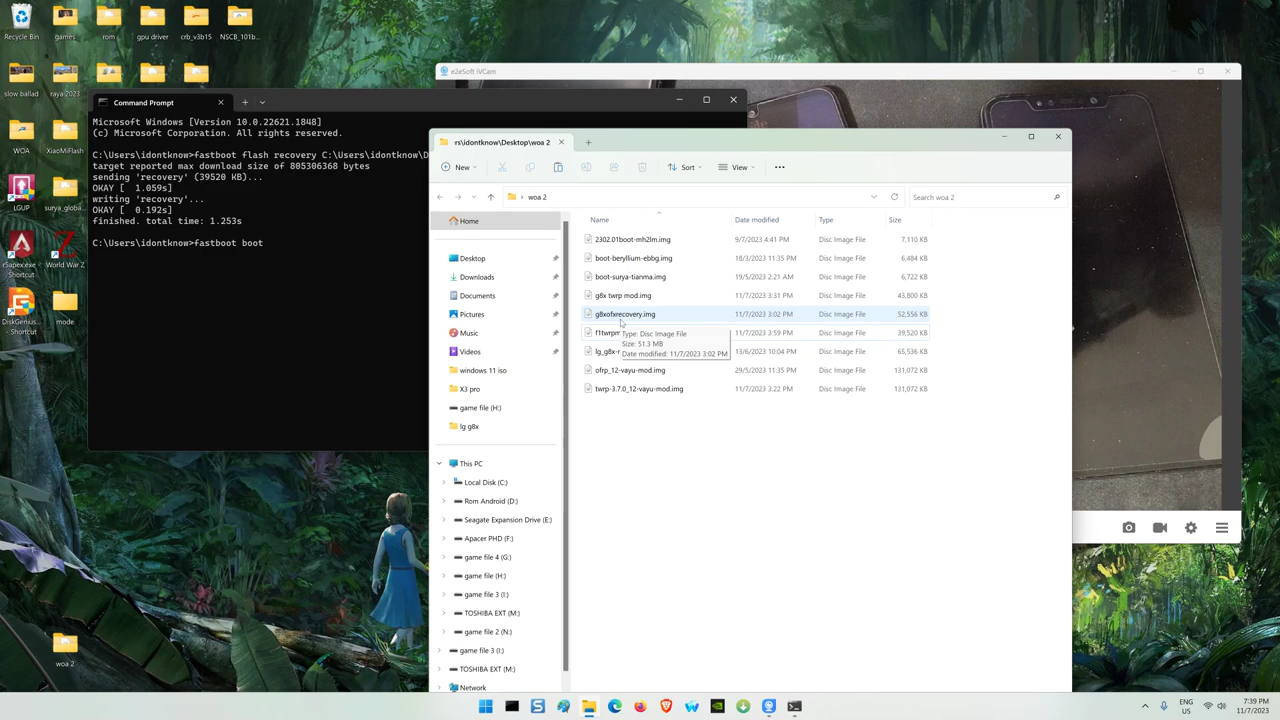 Recycle Bin
games
rom
gpu driver
crb_v3b15
NSCB_101b...
slow ballad
raya 2023
WOA
XiaoMiFlash
LGUP
surya_globa...
r5apex.exe
Shortcut
World War Z
DiskGenius...
Shortcut
mode
woa 2
e2eSoft iVCam
Command Prompt
Microsoft Windows [Version 10.0.22621.1848]
(c) Microsoft Corporation. All rights reserved.
C:\Users\idontknow>fastboot flash recovery C:\Users\idontknow\D
target reported max download size of 805306368 bytes
sending 'recovery' (39520 KB)...
OKAY [  1.059s]
writing 'recovery'...
OKAY [  0.192s]
finished. total time: 1.253s
C:\Users\idontknow>fastboot boot
rs\idontknow\Desktop\woa 2
New
Sort
View
woa 2
Search woa 2
Home
Desktop
Downloads
Documents
Pictures
Music
Videos
windows 11 iso
X3 pro
game file (H:)
lg g8x
This PC
Local Disk (C:)
Rom Android (D:)
Seagate Expansion Drive (E:)
Apacer PHD (F:)
game file 4 (G:)
game file (H:)
game file 3 (I:)
TOSHIBA EXT (M:)
game file 2 (N:)
game file 3 (I:)
TOSHIBA EXT (M:)
Network
Name Date modified Type Size
2302.01boot-mh2lm.img 9/7/2023 4:41 PM Disc Image File 7,110 KB
boot-beryllium-ebbg.img 18/3/2023 11:35 PM Disc Image File 6,484 KB
boot-surya-tianma.img 19/5/2023 2:21 AM Disc Image File 6,722 KB
g8x twrp mod.img 11/7/2023 3:31 PM Disc Image File 43,800 KB
g8xofxrecovery.img 11/7/2023 3:02 PM Disc Image File 52,556 KB
f1twrpm 11/7/2023 3:59 PM Disc Image File 39,520 KB
lg_g8x-r 13/6/2023 10:04 PM Disc Image File 65,536 KB
ofrp_12-vayu-mod.img 29/5/2023 11:35 PM Disc Image File 131,072 KB
twrp-3.7.0_12-vayu-mod.img 11/7/2023 3:22 PM Disc Image File 131,072 KB
Type: Disc Image File
Size: 51.3 MB
Date modified: 11/7/2023 3:02 PM
ENG
US
7:39 PM
11/7/2023